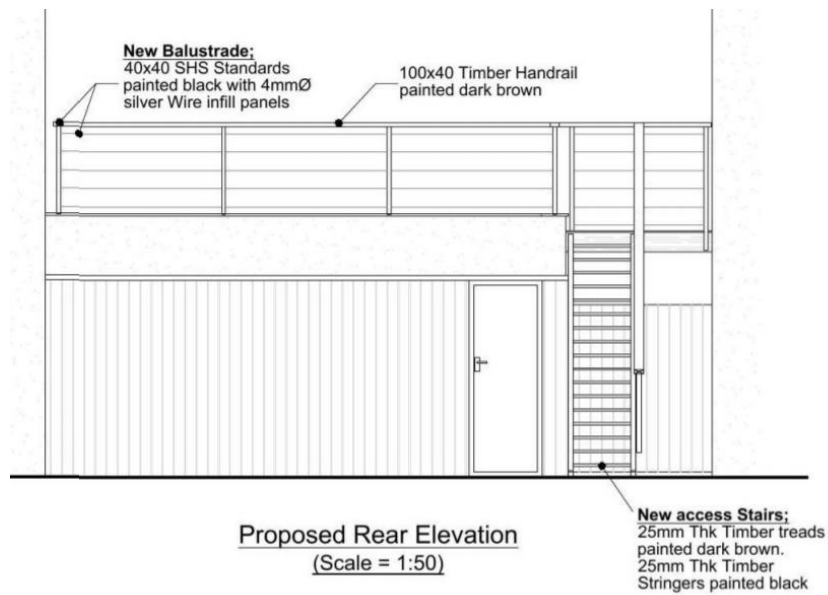 New Balustrade;
40x40 SHS Standards
painted black with 4mmØ
silver Wire infill panels
100x40 Timber Handrail
painted dark brown
Proposed Rear Elevation
(Scale = 1:50)
New access Stairs;
25mm Thk Timber treads
painted dark brown.
25mm Thk Timber
Stringers painted black